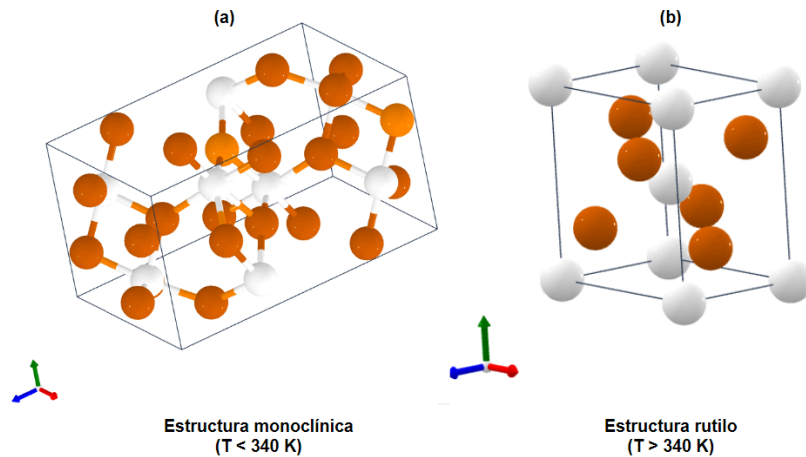 (a)
(b)
Estructura monoclínica
(T < 340 K)
Estructura rutilo
(T > 340 K)